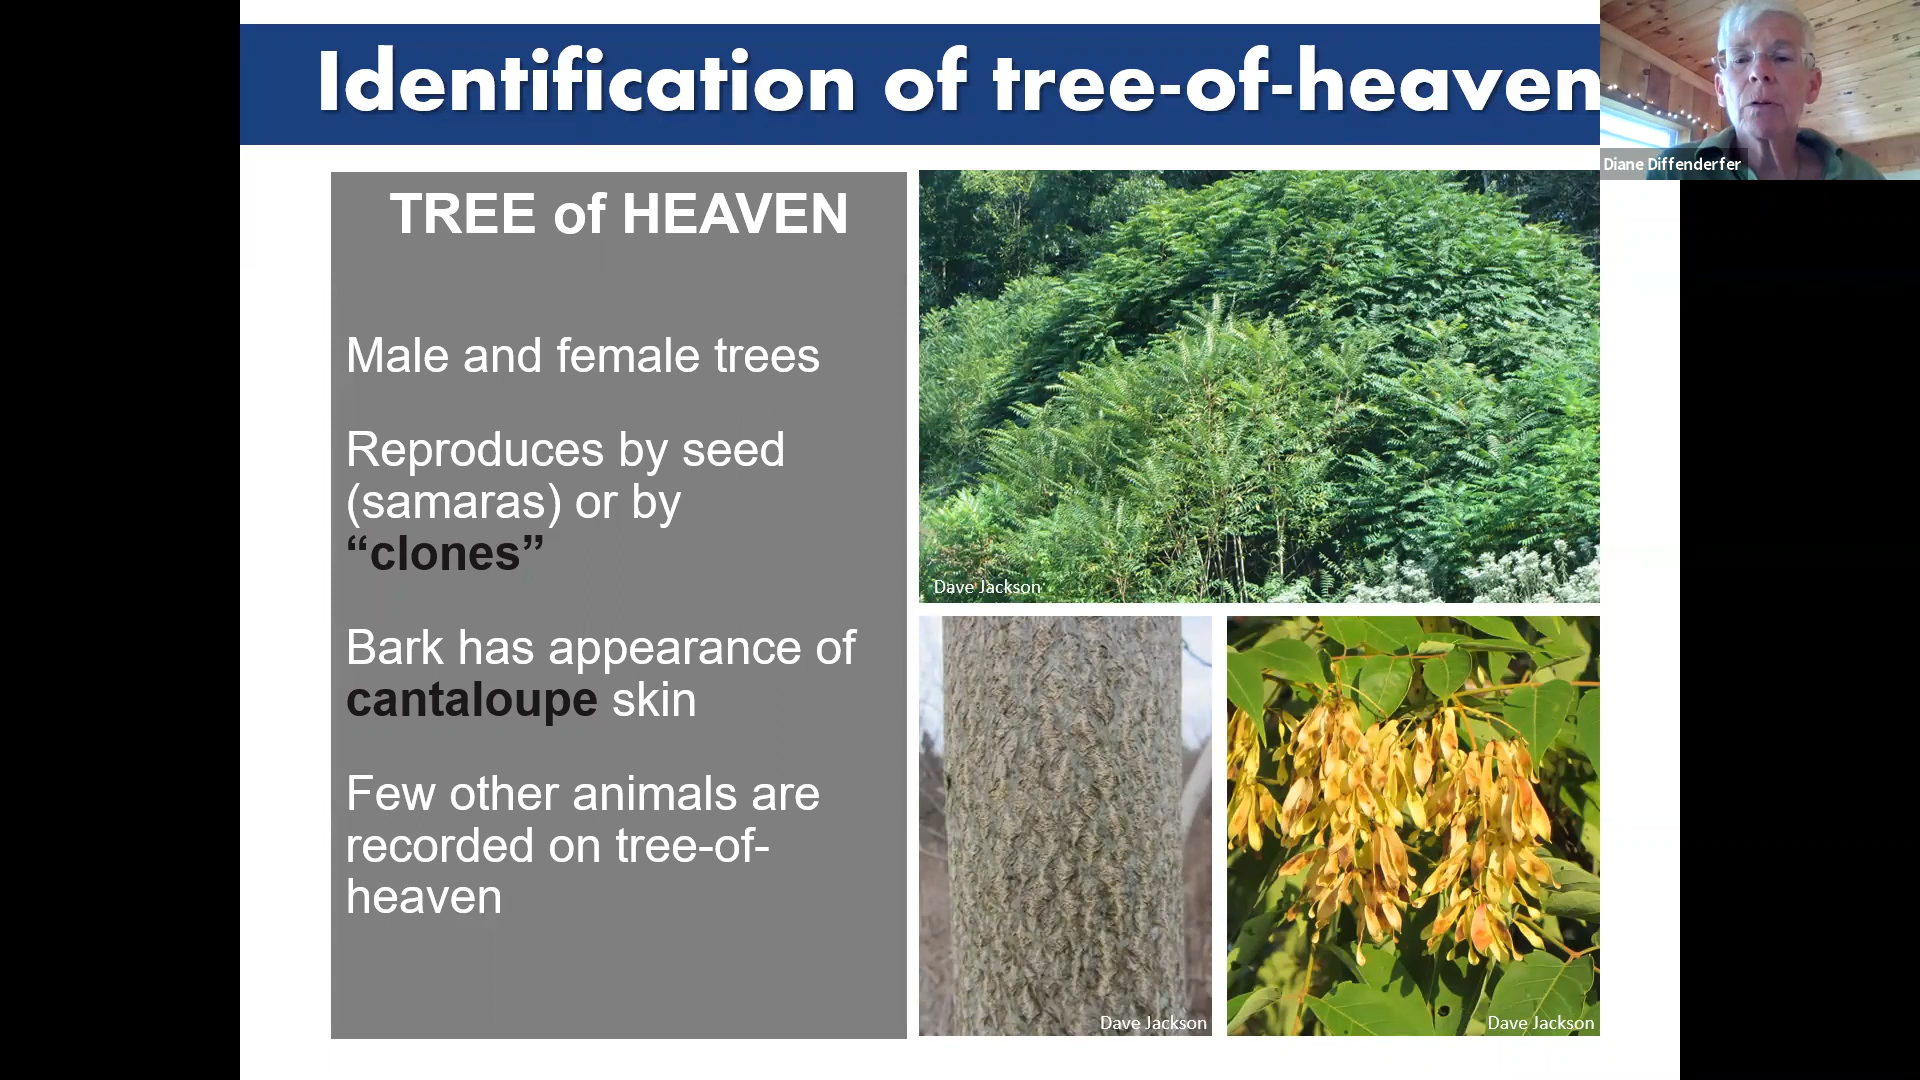 Identification of tree-of-heaven
Diane Diffenderfer
TREE of HEAVEN
Male and female trees
Reproduces by seed
(samaras) or by
“clones”
Bark has appearance of
cantaloupe skin
Few other animals are
recorded on tree-of-
heaven
Dave Jackson
Dave Jackson
Dave Jackson